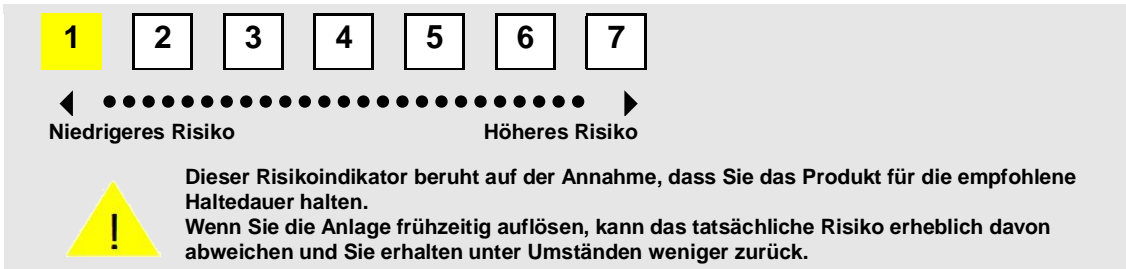 1 2 3 4 5 6 7
Niedrigeres Risiko Höheres Risiko
Dieser Risikoindikator beruht auf der Annahme, dass Sie das Produkt für die empfohlene
Haltedauer halten.
Wenn Sie die Anlage frühzeitig auflösen, kann das tatsächliche Risiko erheblich davon
abweichen und Sie erhalten unter Umständen weniger zurück.
!